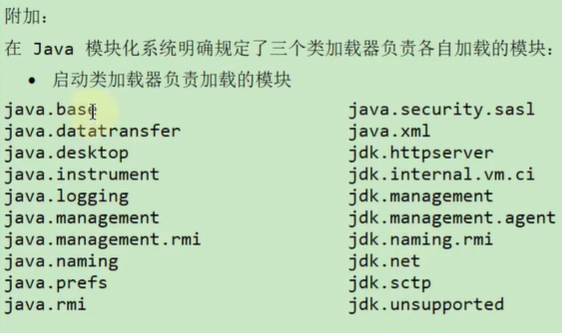 附加:
在 Java 模块化系统明确规定了三个类加载器负责各自加载的模块:
• 启动类加载器负责加载的模块
java.base java.security.sasl
java.datatransfer java.xml
java.desktop jdk.httpserver
java.instrument jdk.internal.vm.ci
java.logging jdk.management
java.management jdk.management.agent
java.management.rmi jdk.naming.rmi
java.naming jdk.net
java.prefs jdk.sctp
java.rmi jdk.unsupported